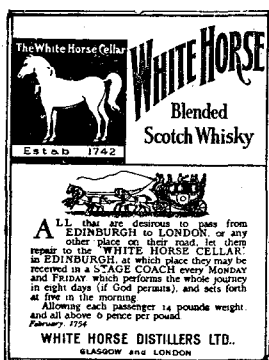 The White Horse Cellar
Estab 1742
WHITE HORSE
Blended
Scotch Whisky
ALL that are desirous to pass from
EDINBURGH to LONDON, or any
other place on their road, let them
repair to the "WHITE HORSE CELLAR"
in EDINBURGH, at which place they may be
received in a STAGE COACH every MONDAY
and FRIDAY which performs the whole journey
in eight days (if God permits), and sets forth
at five in the morning.
Allowing each passenger 14 pounds weight,
and all above 6 pence per pound
February, 1754
WHITE HORSE DISTILLERS LTD.,
GLASGOW and LONDON